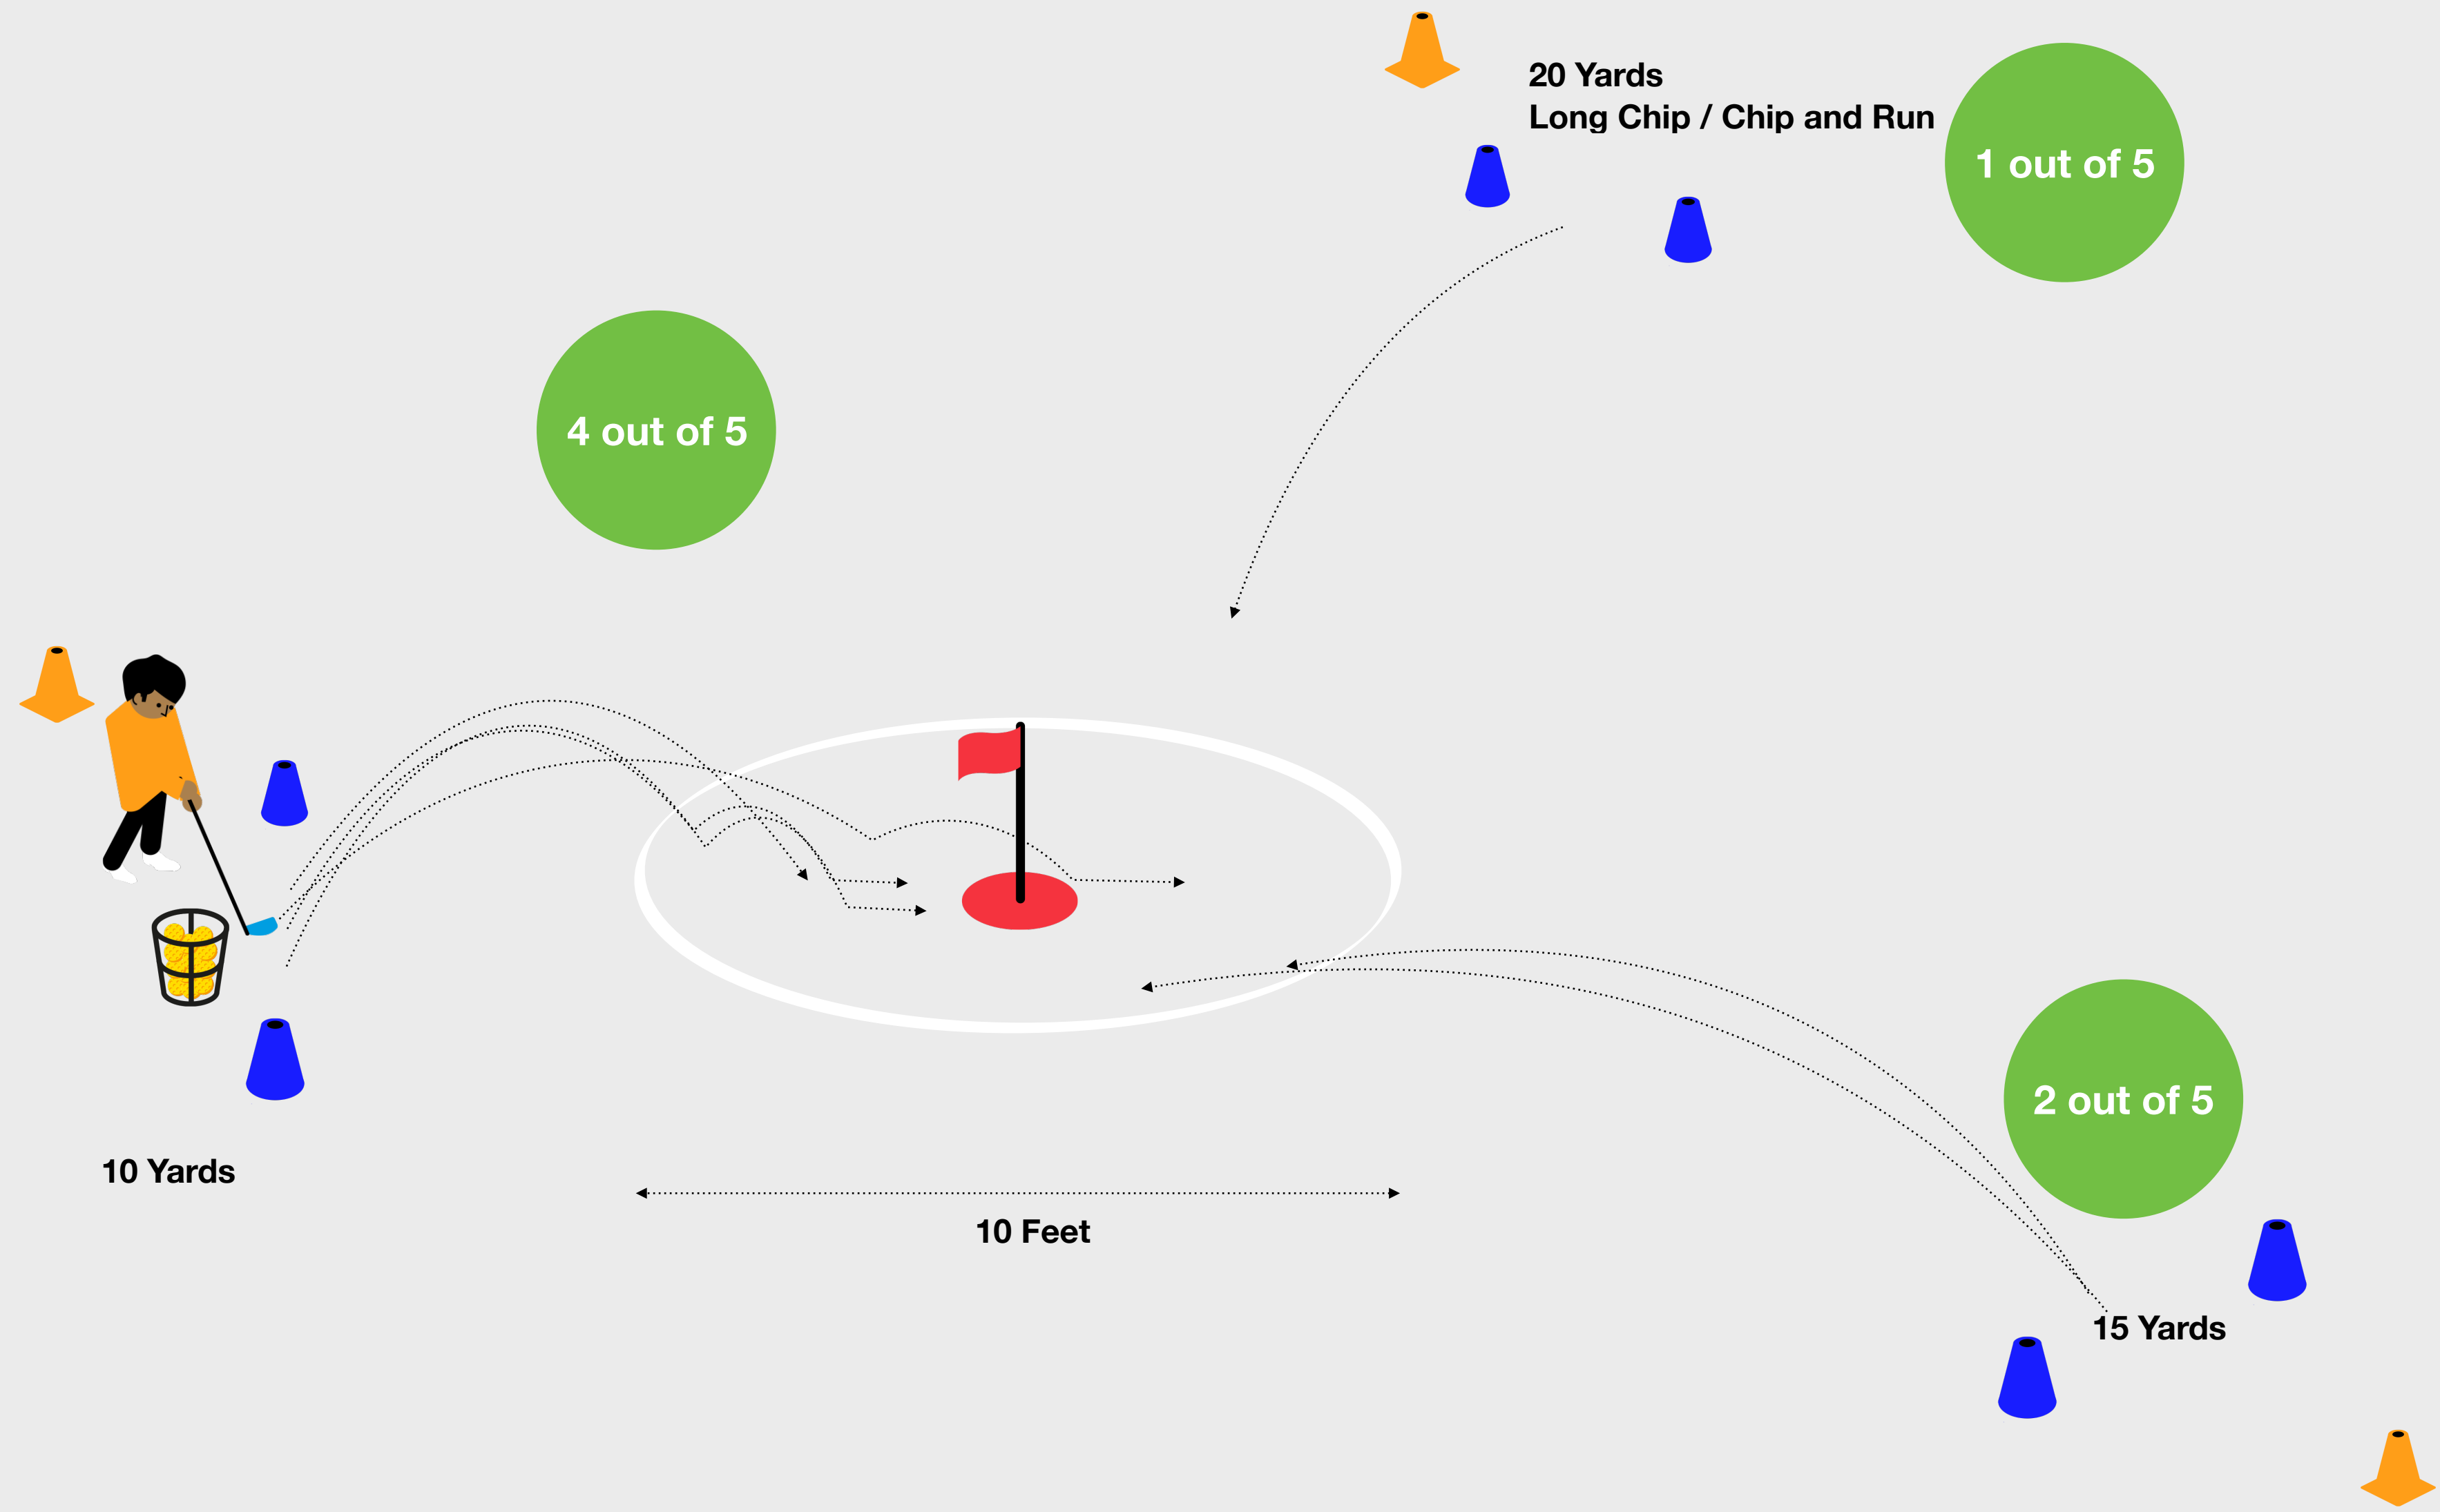 20 Yards
Long Chip / Chip and Run
1 out of 5
4 out of 5
2 out of 5
10 Yards
10 Feet
15 Yards